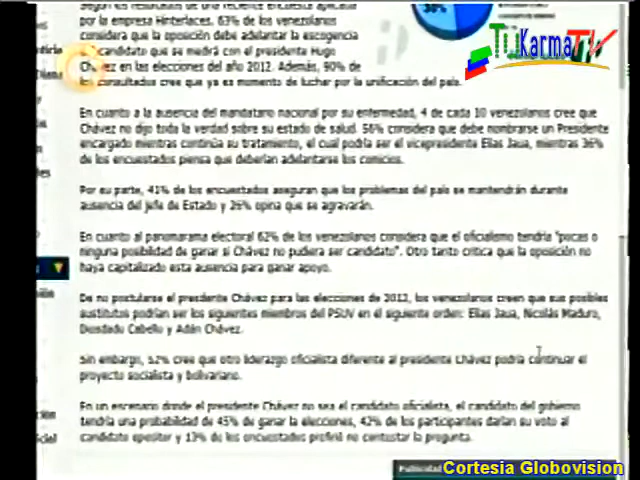 Según los resultados de una reciente encuesta aplicada
por la empresa Hinterlaces, 63% de los venezolanos
considera que la oposición debe adelantar la escogencia
candidato que se medirá con el presidente Hugo
Chávez en las elecciones del año 2012. Además, 90% de
los consultados cree que ya es momento de luchar por la unificación del país.
En cuanto a la ausencia del mandatario nacional por su enfermedad, 4 de cada 10 venezolanos cree que
Chávez no dijo toda la verdad sobre su estado de salud. 56% considera que debe nombrarse un Presidente
encargado mientras continúa su tratamiento, el cual podría ser el vicepresidente Elías Jaua, mientras 36%
de los encuestados piensa que deberían adelantarse los comicios.
Por su parte, 41% de los encuestados aseguran que los problemas del país se mantendrán durante
ausencia del Jefe de Estado y 26% opina que se agravarán.
En cuanto al panorama electoral 62% de los venezolanos considera que el oficialismo tendría "pocas o
ninguna posibilidad de ganar si Chávez no pudiera ser candidato". Otro tanto critica que la oposición no
haya capitalizado esta ausencia para ganar apoyo.
De no postularse el presidente Chávez para las elecciones de 2012, los venezolanos creen que sus posibles
sustitutos podrían ser los siguientes miembros del PSUV en el siguiente orden: Elías Jaua, Nicolás Maduro,
Diosdado Cabello y Adán Chávez.
Sin embargo, 52% cree que otro liderazgo oficialista diferente al presidente Chávez podría continuar el
proyecto socialista y bolivariano.
En un escenario donde el presidente Chávez no sea el candidato oficialista, el candidato del gobierno
tendría una probabilidad de 45% de ganar la elecciones, 42% de los participantes darían su voto al
candidato opositor y 13% de los encuestados prefirió no contestar la pregunta.
TuKarmaTV
Publicidad
Cortesia Globovision